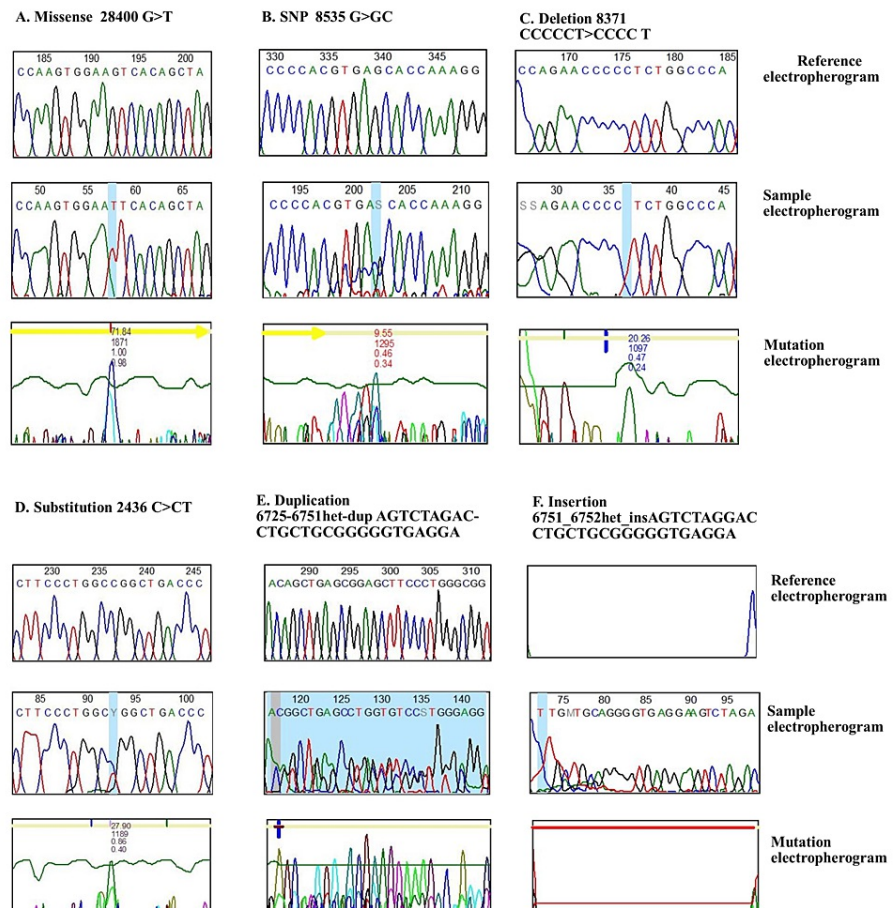 A. Missense 28400 G>T
B. SNP 8535 G>GC
C. Deletion 8371
CCCCCT>CCCC T
185 190 195 200
CCAAGTGGAAGTCACAGCTA
330 335 340 345
CCCCACGTGAGCACCAAAGG
170 175 180 185
CCAGAACCCCCTCTGGCCCA
Reference
electropherogram
50 55 60 65
CCAAGTGGAATTCACAGCTA
195 200 205 210
CCCCACGTGASCACCAAAGG
30 35 40 45
SSAGAACCCC TCTGGCCCA
Sample
electropherogram
71.84
1871
1.00
0.98
9.55
1295
0.46
0.34
20.26
1097
0.47
0.24
Mutation
electropherogram
D. Substitution 2436 C>CT
E. Duplication
6725-6751het-dup AGTCTAGAC-
CTGCTGCGGGGGTGAGGA
F. Insertion
6751_6752het_insAGTCTAGGAC
CTGCTGCGGGGGTGAGGA
230 235 240 245
CTTCCCTGGCCGGCTGACCC
290 295 300 305 310
ACAGCTGAGCGGAGCTTCCCTGGGCGG
Reference
electropherogram
85 90 95 100
CTTCCCTGGCYGGCTGACCC
120 125 130 135 140
ACGGCTGAGCCTGGTGTCCSTGGGAGG
75 80 85 90 95
T TGMTGCAGGGGTGAGGAAGTCTAGA
Sample
electropherogram
27.90
1189
0.86
0.40
Mutation
electropherogram